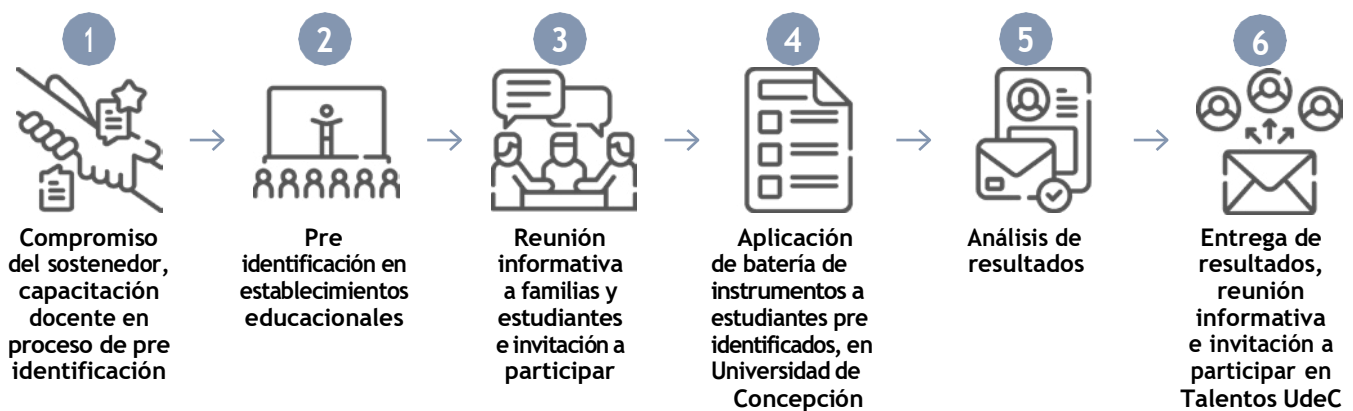 1
Compromiso
del sostenedor,
capacitación
docente en
proceso de pre
identificación
2
Pre
identificación en
establecimientos
educacionales
3
Reunión
informativa
a familias y
estudiantes
e invitación a
participar
4
Aplicación
de batería de
instrumentos a
estudiantes pre
identificados, en
Universidad de
Concepción
5
Análisis de
resultados
6
Entrega de
resultados,
reunión
informativa
e invitación a
participar en
Talentos UdeC